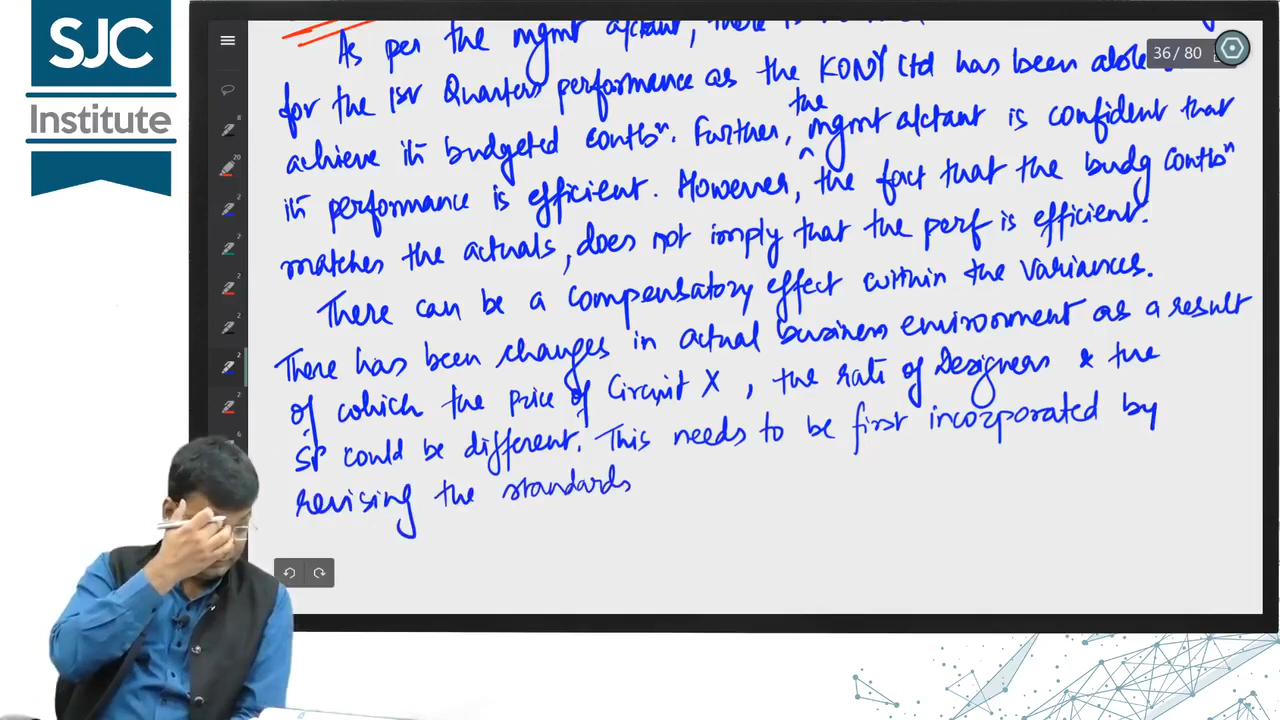 SJC
Institute
36 / 80
As per the mgmt a/ctant, there is
for the 1st Quarters performance as the KONY Ltd has been able
achieve its budgeted contbn. Further, the mgmt a/ctant is confident that
its performance is efficient. However, the fact that the budg contbn
matches the actuals, does not imply that the perf is efficient.
There can be a compensatory effect within the variances.
There has been changes in actual business environment as a result
of which the price of Circuit X, the rate of Designers & the
SP could be different. This needs to be first incorporated by
revising the standards